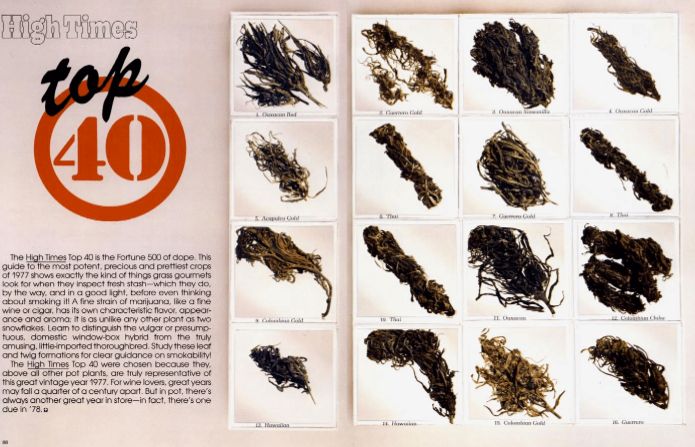 High Times
top
40
The High Times Top 40 is the Fortune 500 of dope. This
guide to the most potent, precious and prettiest crops
of 1977 shows exactly the kind of things grass gourmets
look for when they inspect fresh stash—which they do,
by the way, and in a good light, before even thinking
about smoking it! A fine strain of marijuana, like a fine
wine or cigar, has its own characteristic flavor, appear-
ance and aroma; it is as unlike any other plant as two
snowflakes. Learn to distinguish the vulgar or presump-
tuous, domestic window-box hybrid from the truly
amusing, little-imported thoroughbred. Study these leaf
and twig formations for clear guidance on smokability!
The High Times Top 40 were chosen because they,
above all other pot plants, are truly representative of
this great vintage year 1977. For wine lovers, great years
may fall a quarter of a century apart. But in pot, there's
always another great year in store—in fact, there's one
due in '78.
1. Oaxacan Bud
2. Guerrero Gold
3. Oaxacan Sinsemilla
4. Oaxacan Gold
5. Acapulco Gold
6. Thai
7. Guerrero Gold
8. Thai
9. Colombian Gold
10. Thai
11. Oaxacan
12. Colombian Chiba
13. Hawaiian
14. Hawaiian
15. Colombian Gold
16. Guerrero